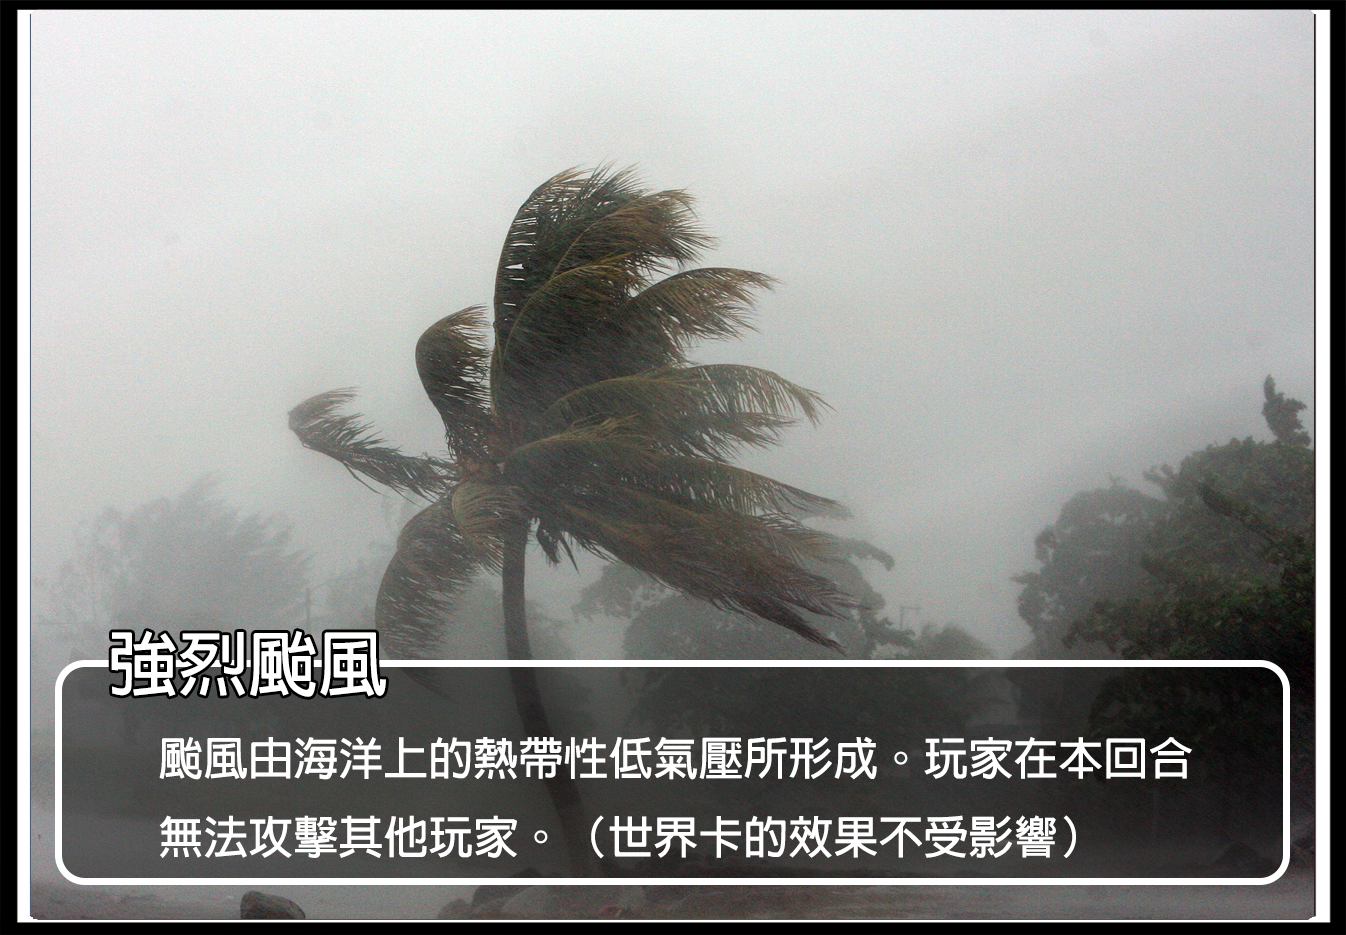 強烈颱風
颱風由海洋上的熱帶性低氣壓所形成。玩家在本回合
無法攻擊其他玩家。（世界卡的效果不受影響）